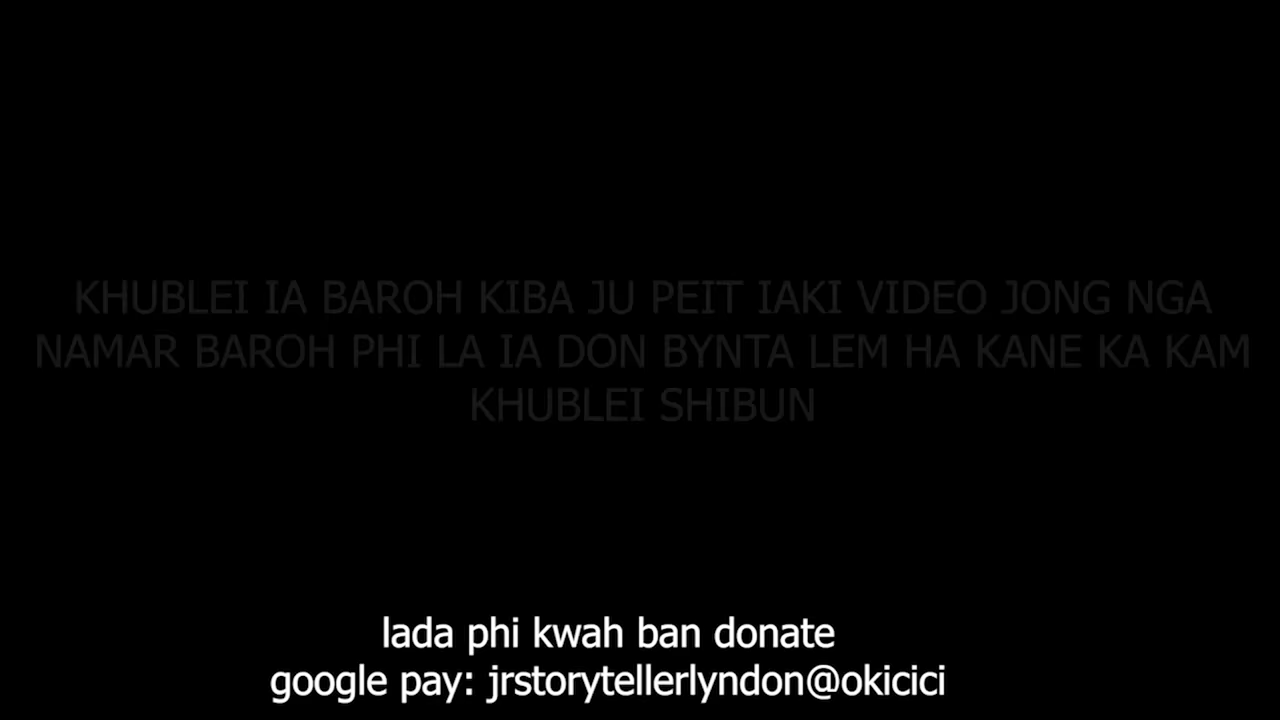 KHUBLEI IA BAROH KIBA JU PEIT IAKI VIDEO JONG NGA
NAMAR BAROH PHI LA IA DON BYNTA LEM HA KANE KA KAM
KHUBLEI SHIBUN
lada phi kwah ban donate
google pay: jrstorytellerlyndon@okicici